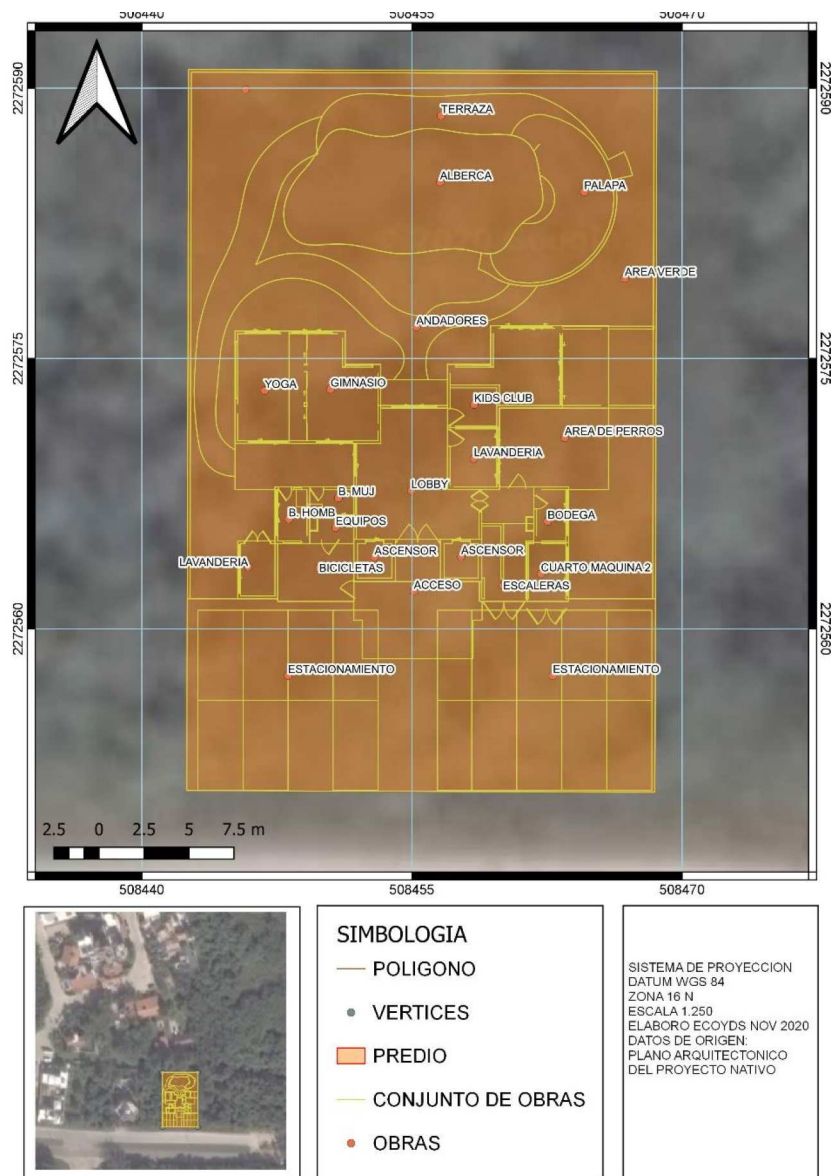 508440 508455 508470
2272590 2272590
TERRAZA
ALBERCA
PALAPA
AREA VERDE
ANDADORES
2272575 2272575
YOGA
GIMNASIO
KIDS CLUB
AREA DE PERROS
LAVANDERIA
LOBBY
B. MUJ
B. HOMB
EQUIPOS
BODEGA
LAVANDERIA
BICICLETAS
ASCENSOR
ASCENSOR
CUARTO MAQUINA 2
ACCESO
ESCALERAS
2272560 2272560
ESTACIONAMIENTO
ESTACIONAMIENTO
2.5 0 2.5 5 7.5 m
508440 508455 508470
SIMBOLOGIA
POLIGONO
VERTICES
PREDIO
CONJUNTO DE OBRAS
OBRAS
SISTEMA DE PROYECCION
DATUM WGS 84
ZONA 16 N
ESCALA 1.250
ELABORO ECOYDS NOV 2020
DATOS DE ORIGEN:
PLANO ARQUITECTONICO
DEL PROYECTO NATIVO